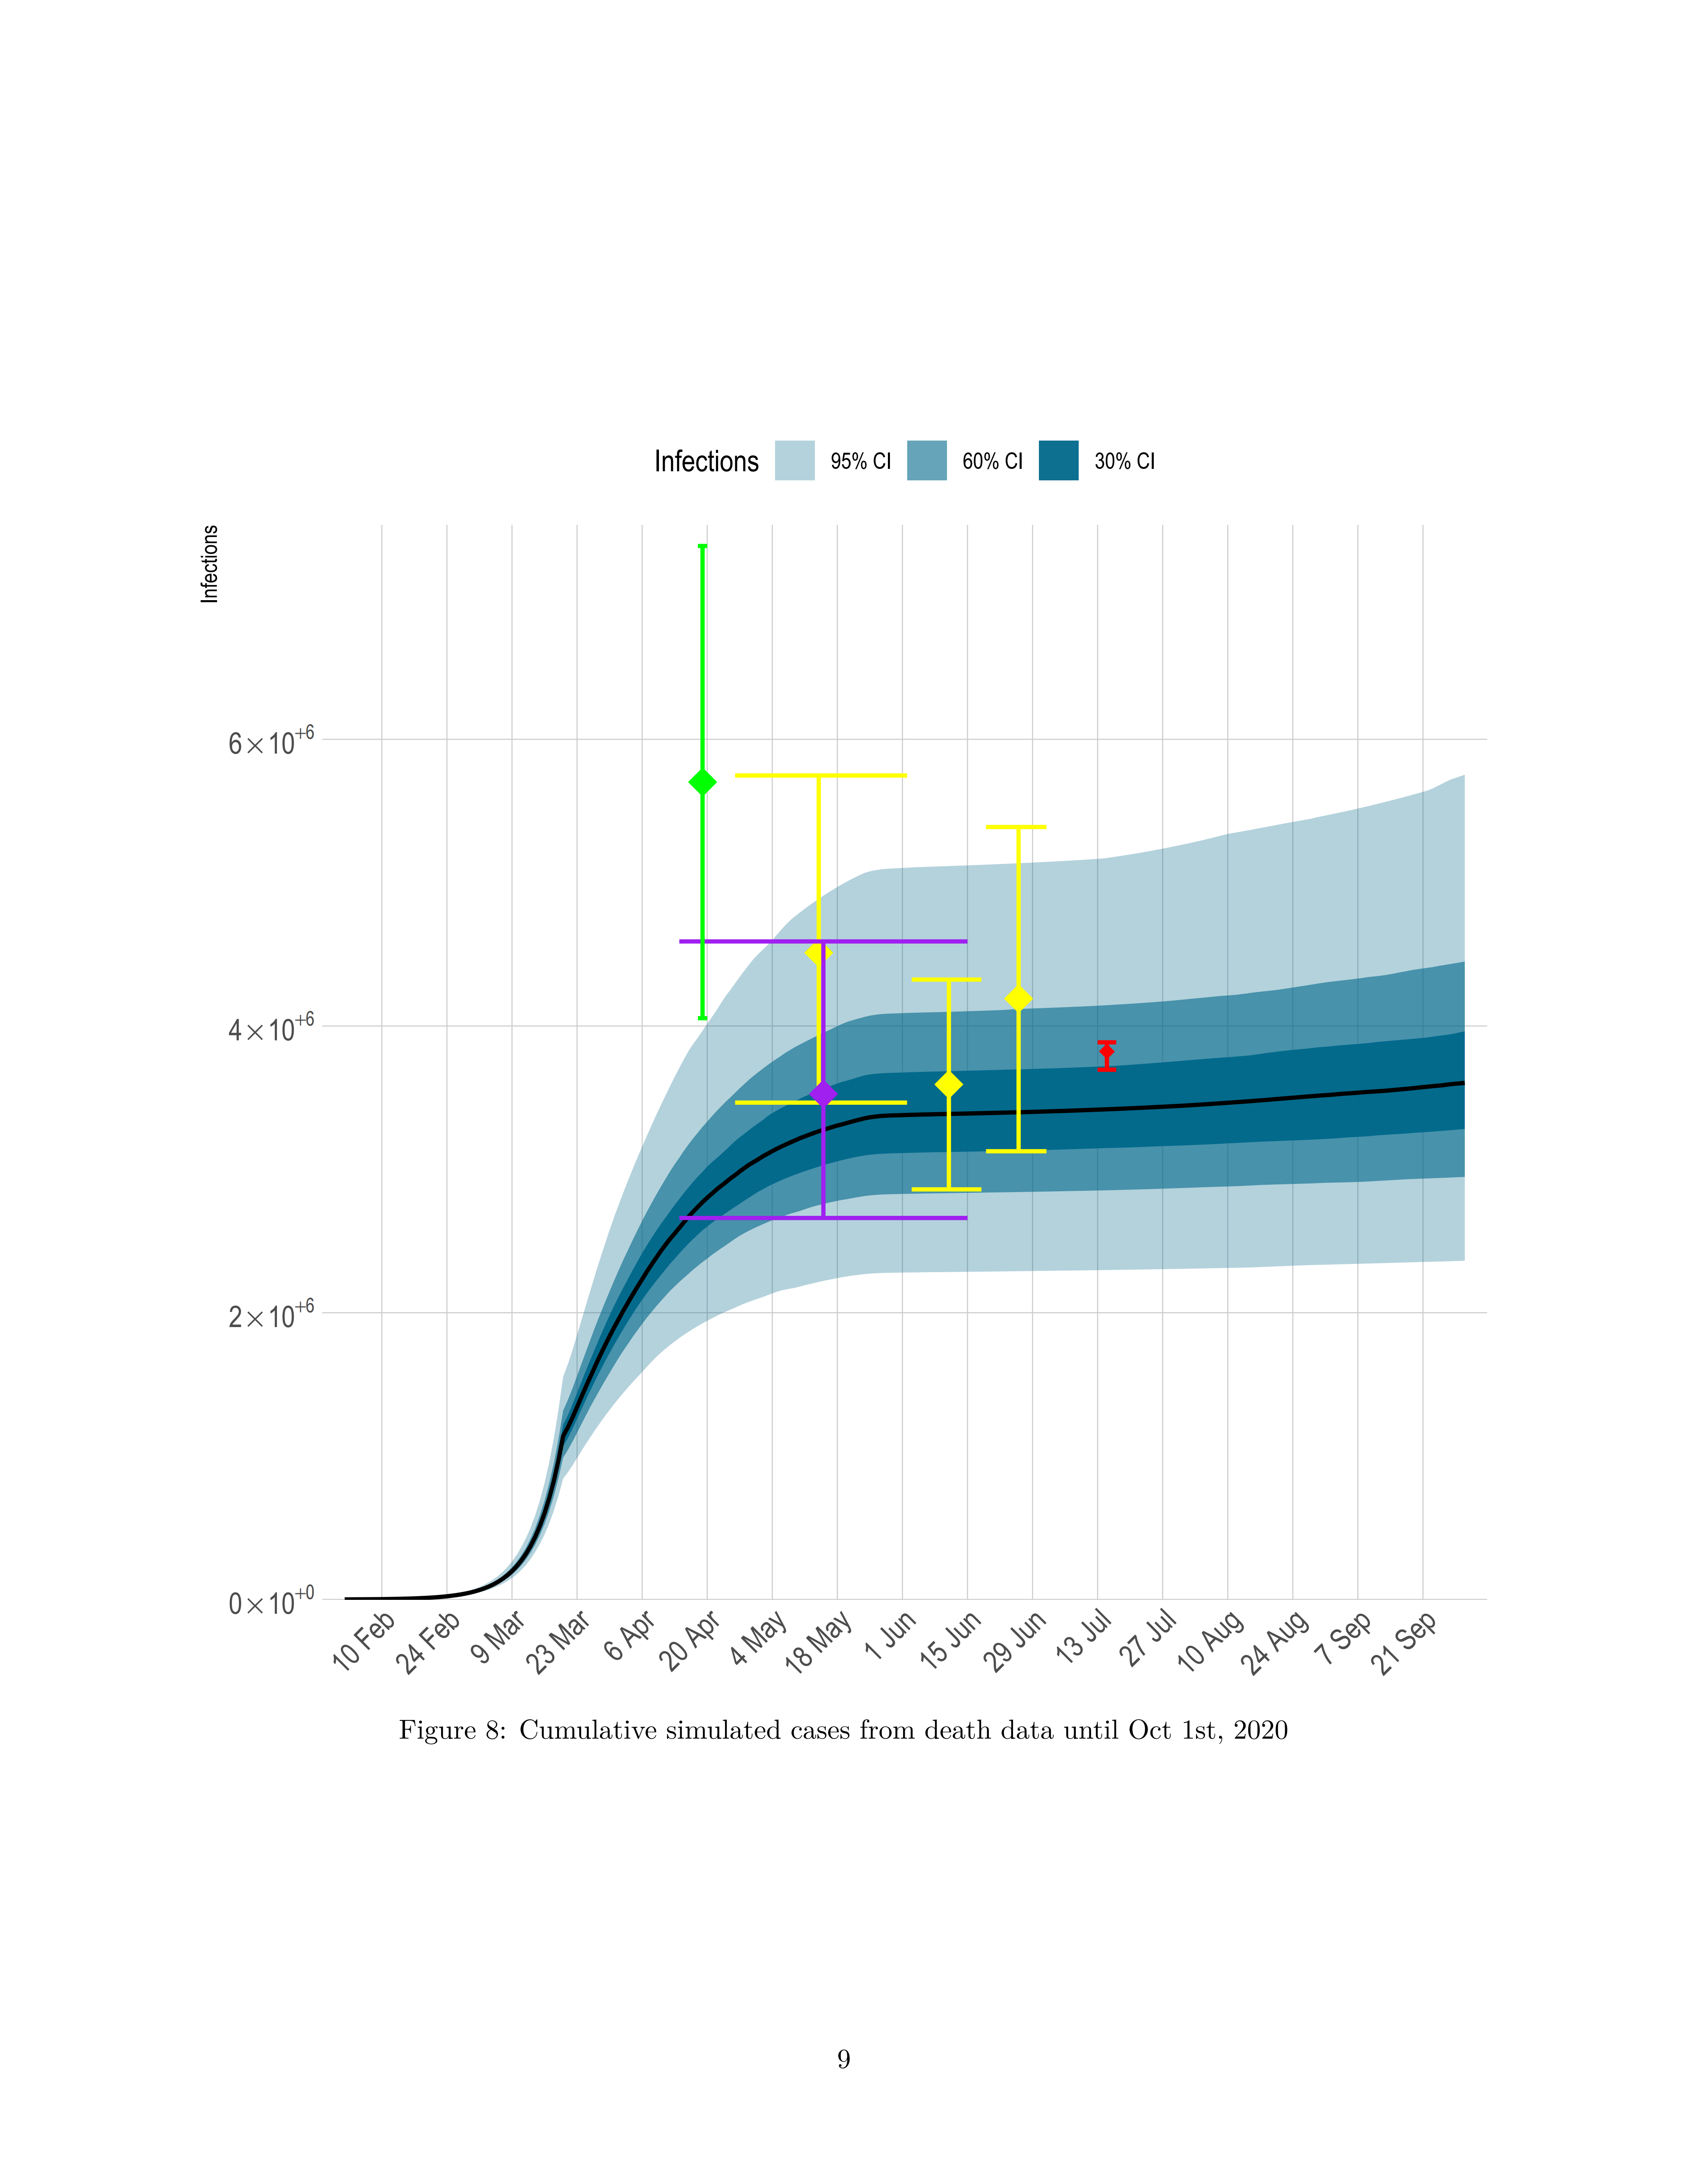 Infections 95% CI 60% CI 30% CI
Infections
6×10⁺⁶
4×10⁺⁶
2×10⁺⁶
0×10⁺⁰
10 Feb 24 Feb 9 Mar 23 Mar 6 Apr 20 Apr 4 May 18 May 1 Jun 15 Jun 29 Jun 13 Jul 27 Jul 10 Aug 24 Aug 7 Sep 21 Sep
Figure 8: Cumulative simulated cases from death data until Oct 1st, 2020
9